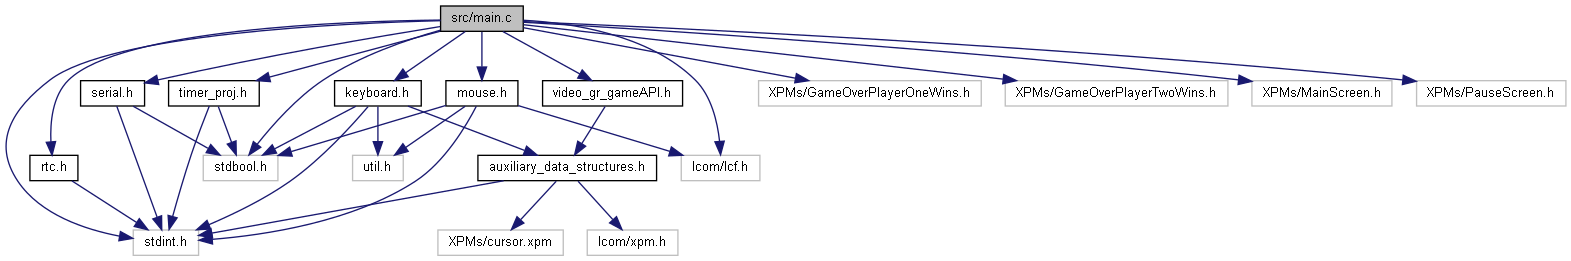 src/main.c
serial.h
timer_proj.h
keyboard.h
mouse.h
video_gr_gameAPI.h
XPMs/GameOverPlayerOneWins.h
XPMs/GameOverPlayerTwoWins.h
XPMs/MainScreen.h
XPMs/PauseScreen.h
rtc.h
stdbool.h
util.h
auxiliary_data_structures.h
lcom/lcf.h
stdint.h
XPMs/cursor.xpm
lcom/xpm.h